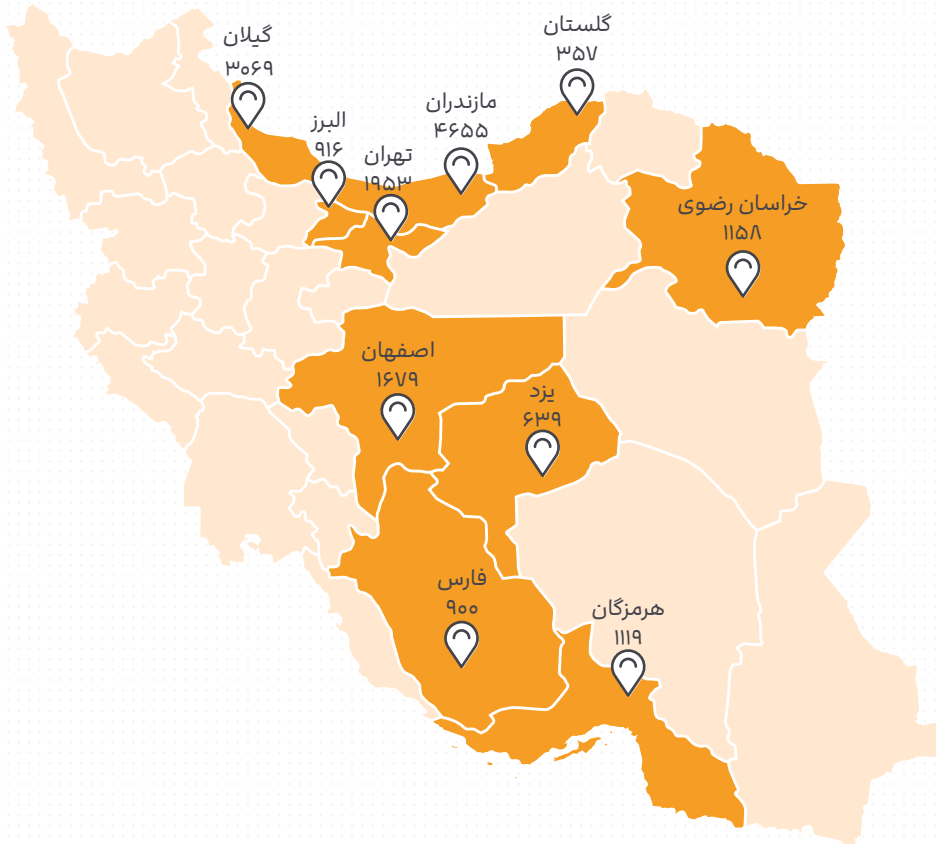 گلستان
۳۵۷
گیلان
۳۰۶۹
مازندران
۴۶۵۵
البرز
۹۱۶
تهران
۱۹۵۳
خراسان رضوی
۱۱۵۸
اصفهان
۱۶۷۹
یزد
۶۳۹
فارس
۹۰۰
هرمزگان
۱۱۱۹